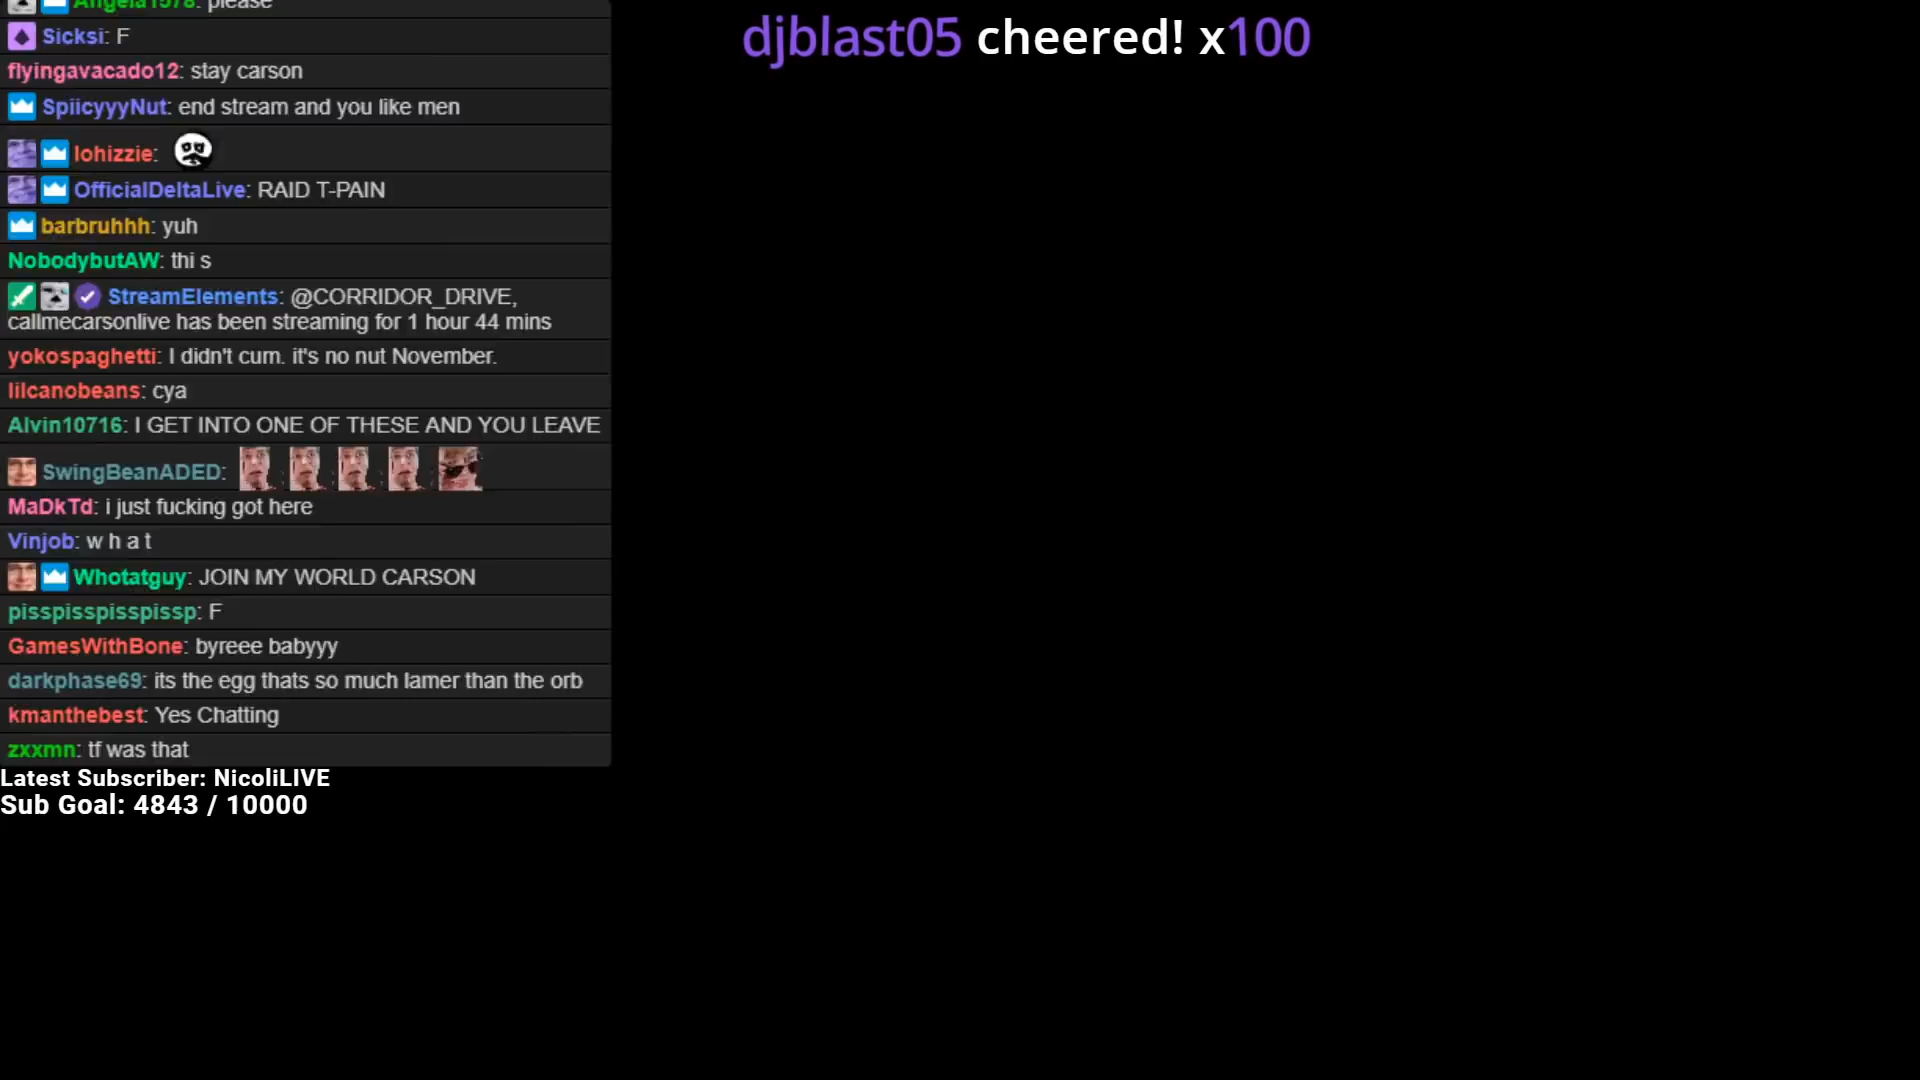 Angela1578: please
djblast05 cheered! x100
Sicksi: F
flyingavacado12: stay carson
SpiicyyyNut: end stream and you like men
lohizzie:
OfficialDeltaLive: RAID T-PAIN
barbruhhh: yuh
NobodybutAW: thi s
StreamElements: @CORRIDOR_DRIVE,
callmecarsonlive has been streaming for 1 hour 44 mins
yokospaghetti: I didn't cum. it's no nut November.
lilcanobeans: cya
Alvin10716: I GET INTO ONE OF THESE AND YOU LEAVE
SwingBeanADED:
MaDkTd: i just fucking got here
Vinjob: w h a t
Whotatguy: JOIN MY WORLD CARSON
pisspisspisspissp: F
GamesWithBone: byreee babyyy
darkphase69: its the egg thats so much lamer than the orb
kmanthebest: Yes Chatting
zxxmn: tf was that
Latest Subscriber: NicoliLIVE
Sub Goal: 4843 / 10000